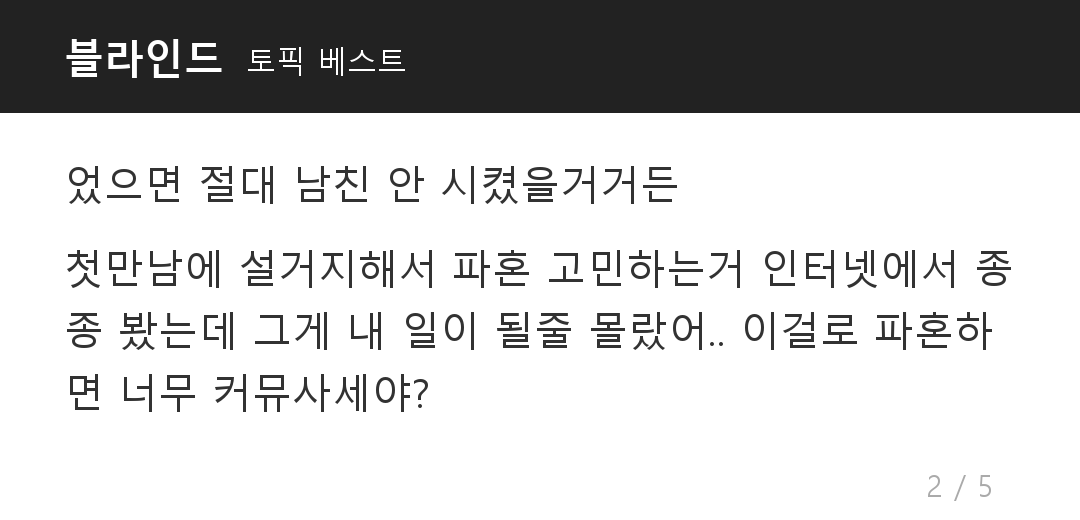 블라인드 토픽 베스트
었으면 절대 남친 안 시켰을거거든
첫만남에 설거지해서 파혼 고민하는거 인터넷에서 종
종 봤는데 그게 내 일이 될줄 몰랐어.. 이걸로 파혼하
면 너무 커뮤사세야?
2 / 5